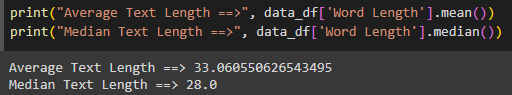 print("Average Text Length ==>", data_df['Word Length'].mean())
print("Median Text Length ==>", data_df['Word Length'].median())
Average Text Length ==> 33.060550626543495
Median Text Length ==> 28.0